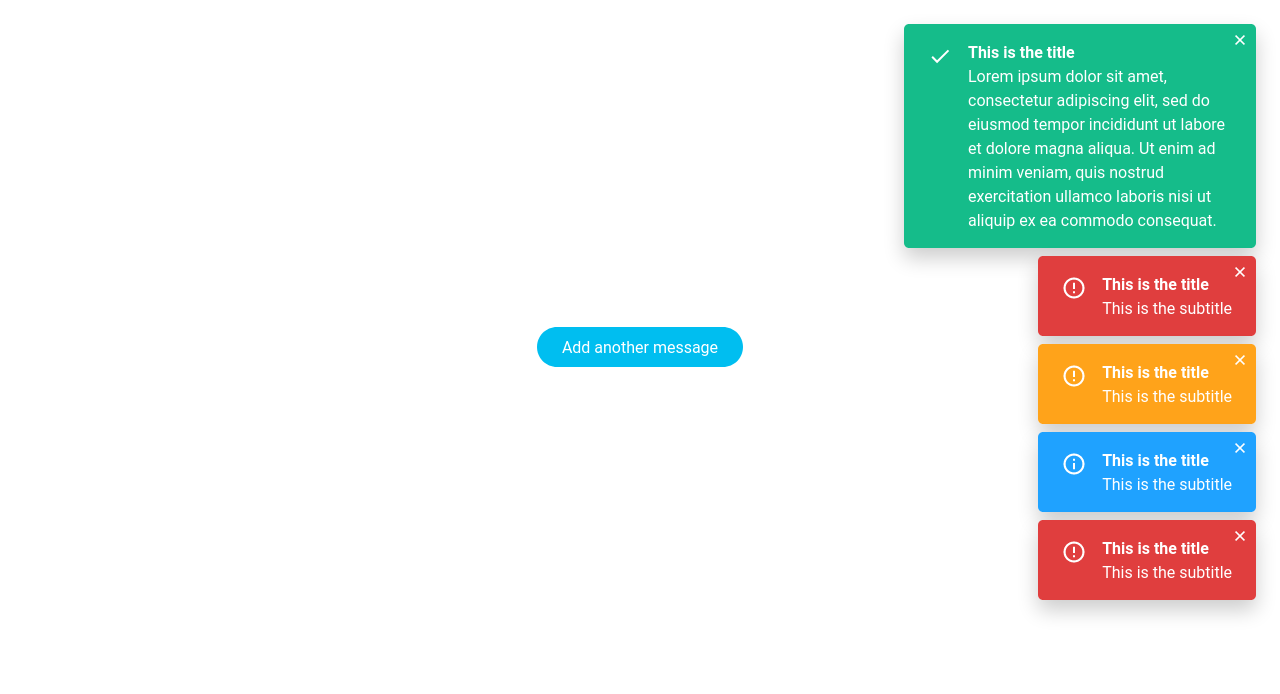 This is the title
Lorem ipsum dolor sit amet,
consectetur adipiscing elit, sed do
eiusmod tempor incididunt ut labore
et dolore magna aliqua. Ut enim ad
minim veniam, quis nostrud
exercitation ullamco laboris nisi ut
aliquip ex ea commodo consequat.
This is the title
This is the subtitle
Add another message
This is the title
This is the subtitle
This is the title
This is the subtitle
This is the title
This is the subtitle